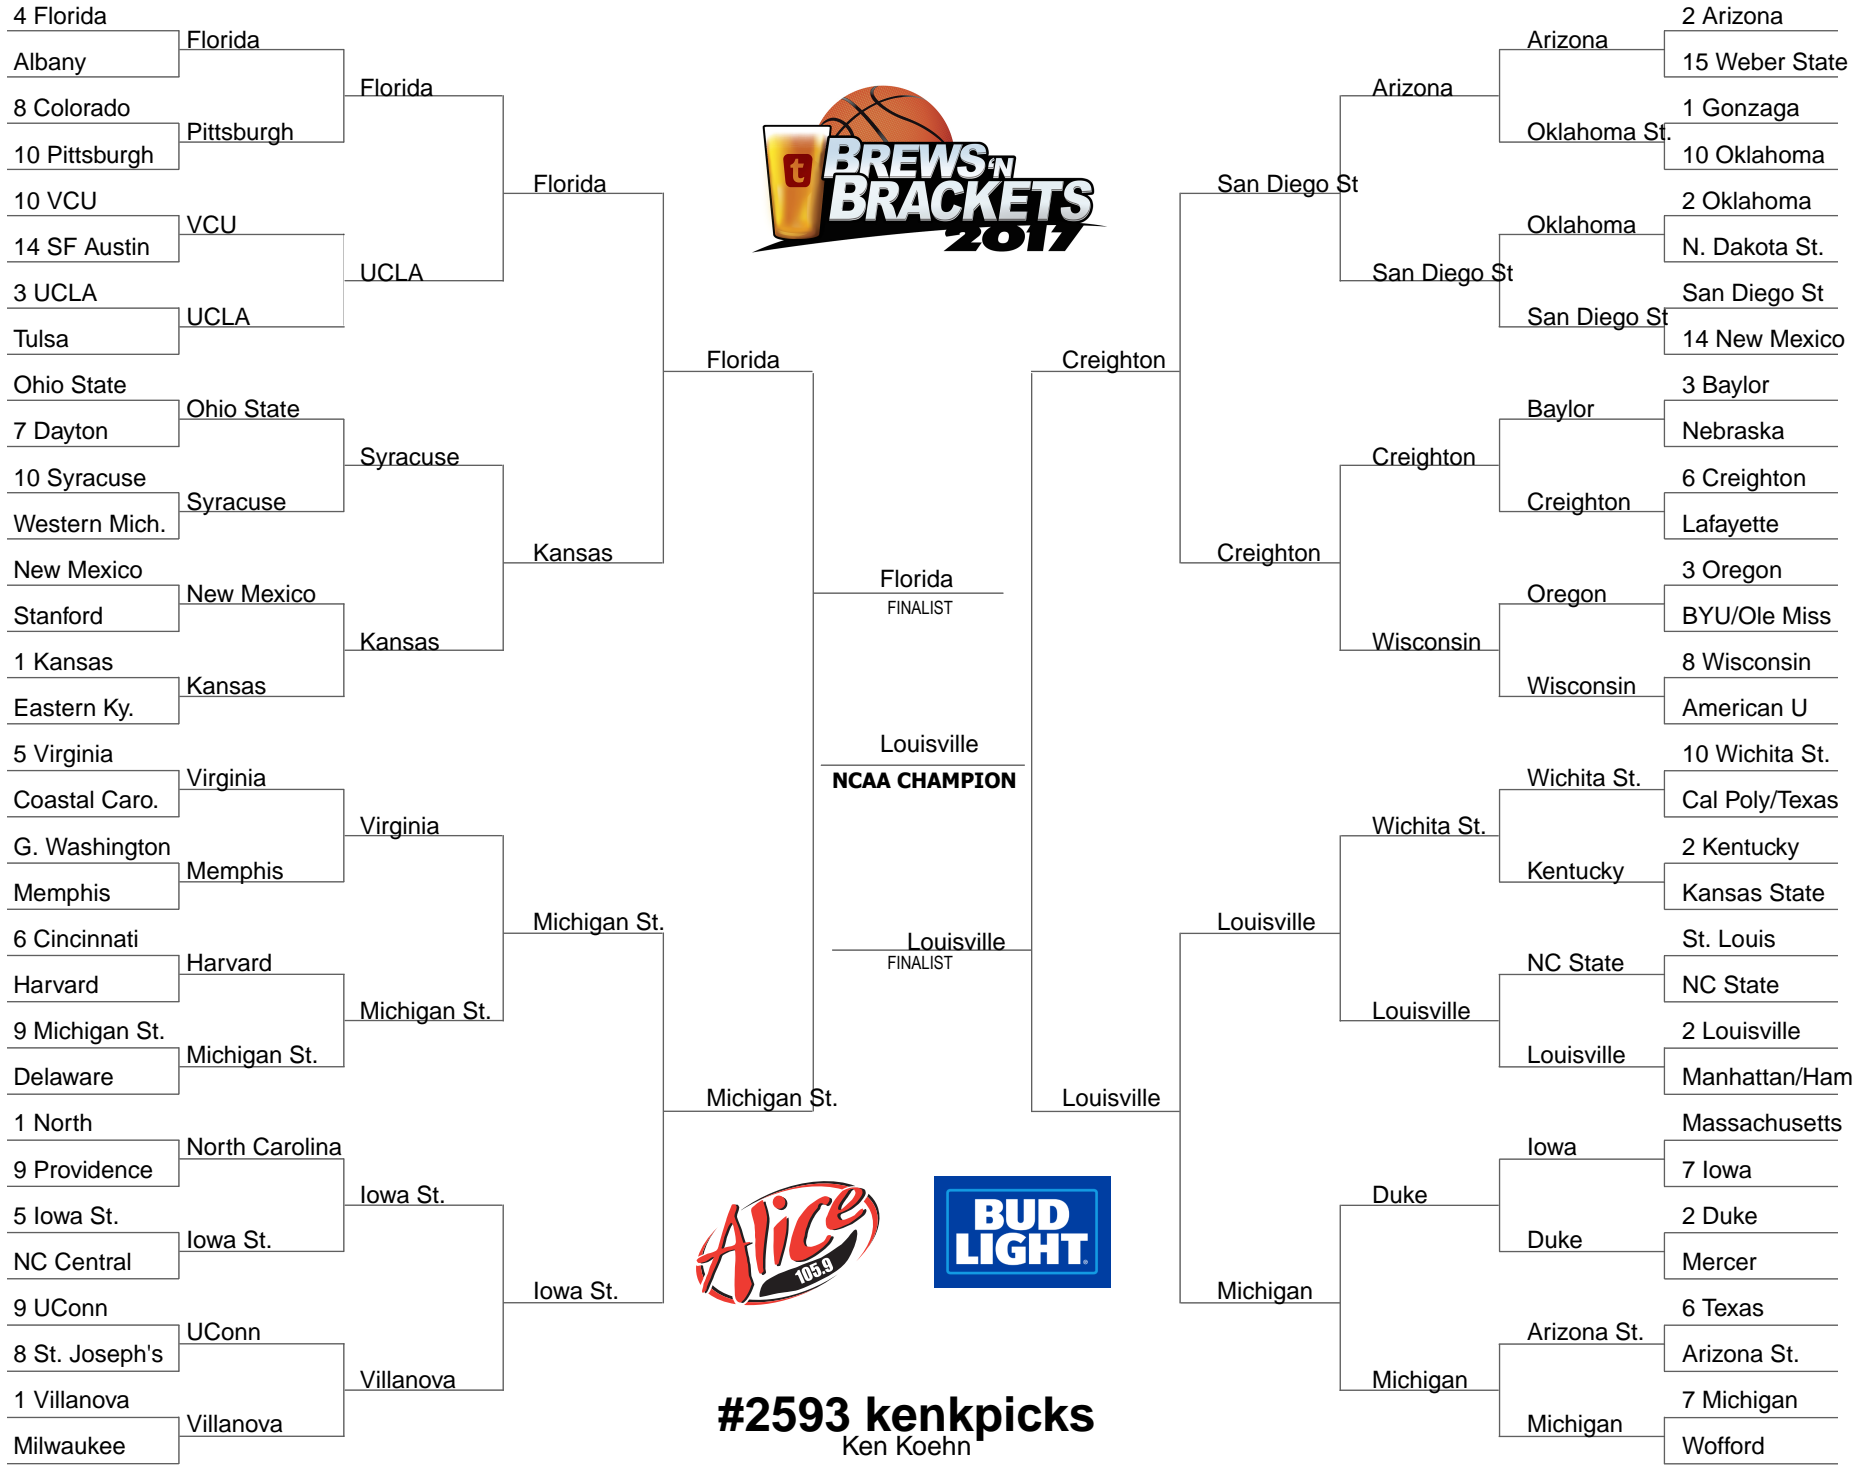 4 Florida
Albany
8 Colorado
10 Pittsburgh
10 VCU
14 SF Austin
3 UCLA
Tulsa
Ohio State
7 Dayton
10 Syracuse
Western Mich.
New Mexico
Stanford
1 Kansas
Eastern Ky.
5 Virginia
Coastal Caro.
G. Washington
Memphis
6 Cincinnati
Harvard
9 Michigan St.
Delaware
1 North
9 Providence
5 Iowa St.
NC Central
9 UConn
8 St. Joseph's
1 Villanova
Milwaukee
Florida
Pittsburgh
VCU
UCLA
Ohio State
Syracuse
New Mexico
Kansas
Virginia
Memphis
Harvard
Michigan St.
North Carolina
Iowa St.
UConn
Villanova
Florida
UCLA
Syracuse
Kansas
Virginia
Michigan St.
Iowa St.
Villanova
Florida
Kansas
Michigan St.
Iowa St.
Florida
Michigan St.
t
BREWS 'N
BRACKETS
2017
Florida
FINALIST
Louisville
NCAA CHAMPION
Louisville
FINALIST
Alice
105.9
BUD
LIGHT
#2593 kenkpicks
Ken Koehn
Creighton
Louisville
San Diego St
Creighton
Louisville
Michigan
Arizona
San Diego St
Creighton
Wisconsin
Wichita St.
Louisville
Duke
Michigan
Arizona
Oklahoma St.
Oklahoma
San Diego St
Baylor
Creighton
Oregon
Wisconsin
Wichita St.
Kentucky
NC State
Louisville
Iowa
Duke
Arizona St.
Michigan
2 Arizona
15 Weber State
1 Gonzaga
10 Oklahoma
2 Oklahoma
N. Dakota St.
San Diego St
14 New Mexico
3 Baylor
Nebraska
6 Creighton
Lafayette
3 Oregon
BYU/Ole Miss
8 Wisconsin
American U
10 Wichita St.
Cal Poly/Texas
2 Kentucky
Kansas State
St. Louis
NC State
2 Louisville
Manhattan/Ham
Massachusetts
7 Iowa
2 Duke
Mercer
6 Texas
Arizona St.
7 Michigan
Wofford